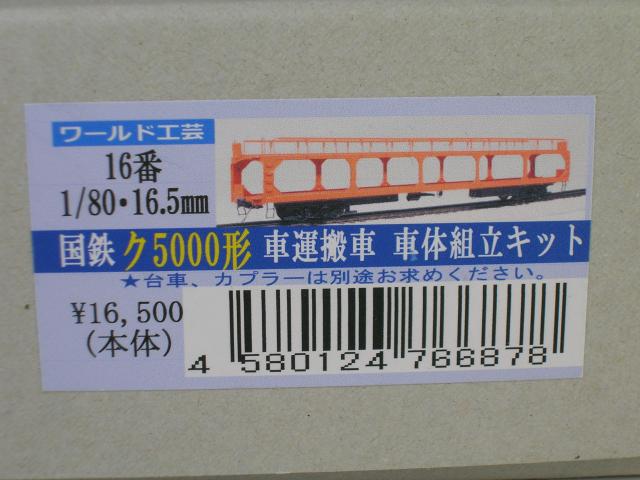 ワールド工芸
16番
1/80・16.5mm
国鉄 ク5000形 車運搬車 車体組立キット
★台車、カプラーは別途お求めください。
¥16,500
(本体)
4 580124 766878